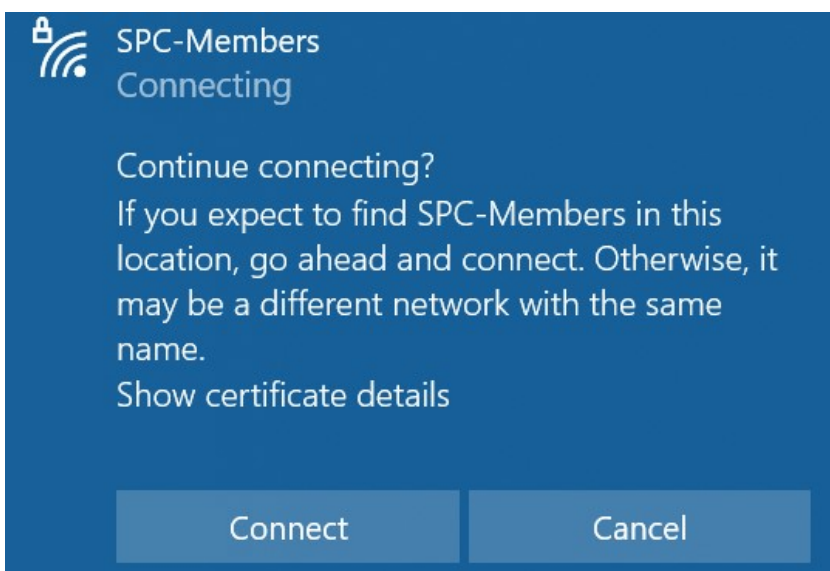 SPC-Members
Connecting
Continue connecting?
If you expect to find SPC-Members in this
location, go ahead and connect. Otherwise, it
may be a different network with the same
name.
Show certificate details
Connect
Cancel